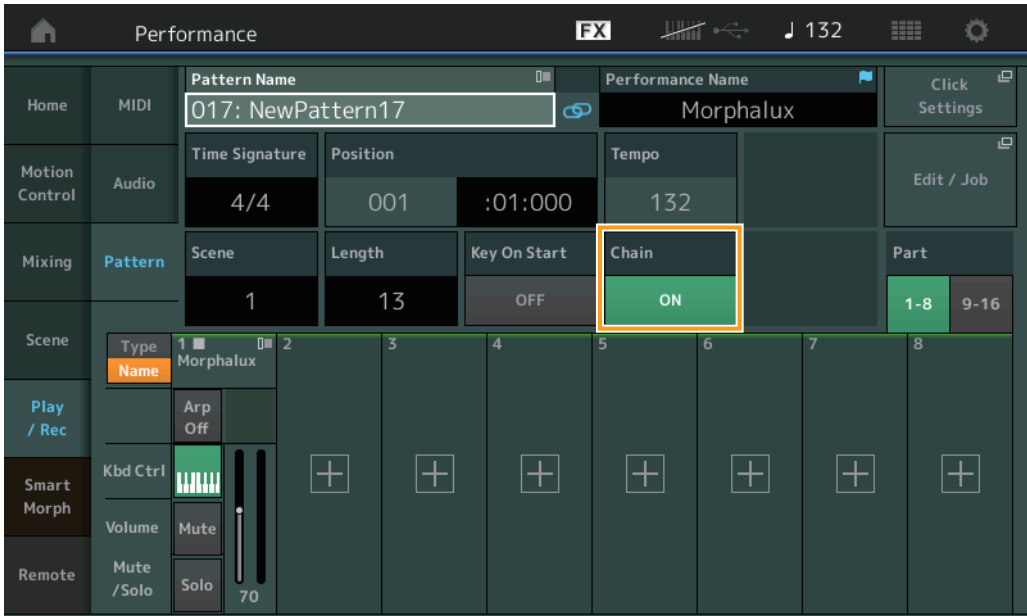 Performance
FX
132
Home
Motion
Control
Mixing
Scene
Play
/ Rec
Smart
Morph
Remote
MIDI
Audio
Pattern
Pattern Name
017: NewPattern17
Performance Name
Morphalux
Click
Settings
Time Signature
4/4
Position
001
:01:000
Tempo
132
Edit / Job
Scene
1
Length
13
Key On Start
OFF
Chain
ON
Part
1-8
9-16
Type
Name
1
Morphalux
2
3
4
5
6
7
8
Arp
Off
Kbd Ctrl
Volume
Mute
Mute
/Solo
Solo
70